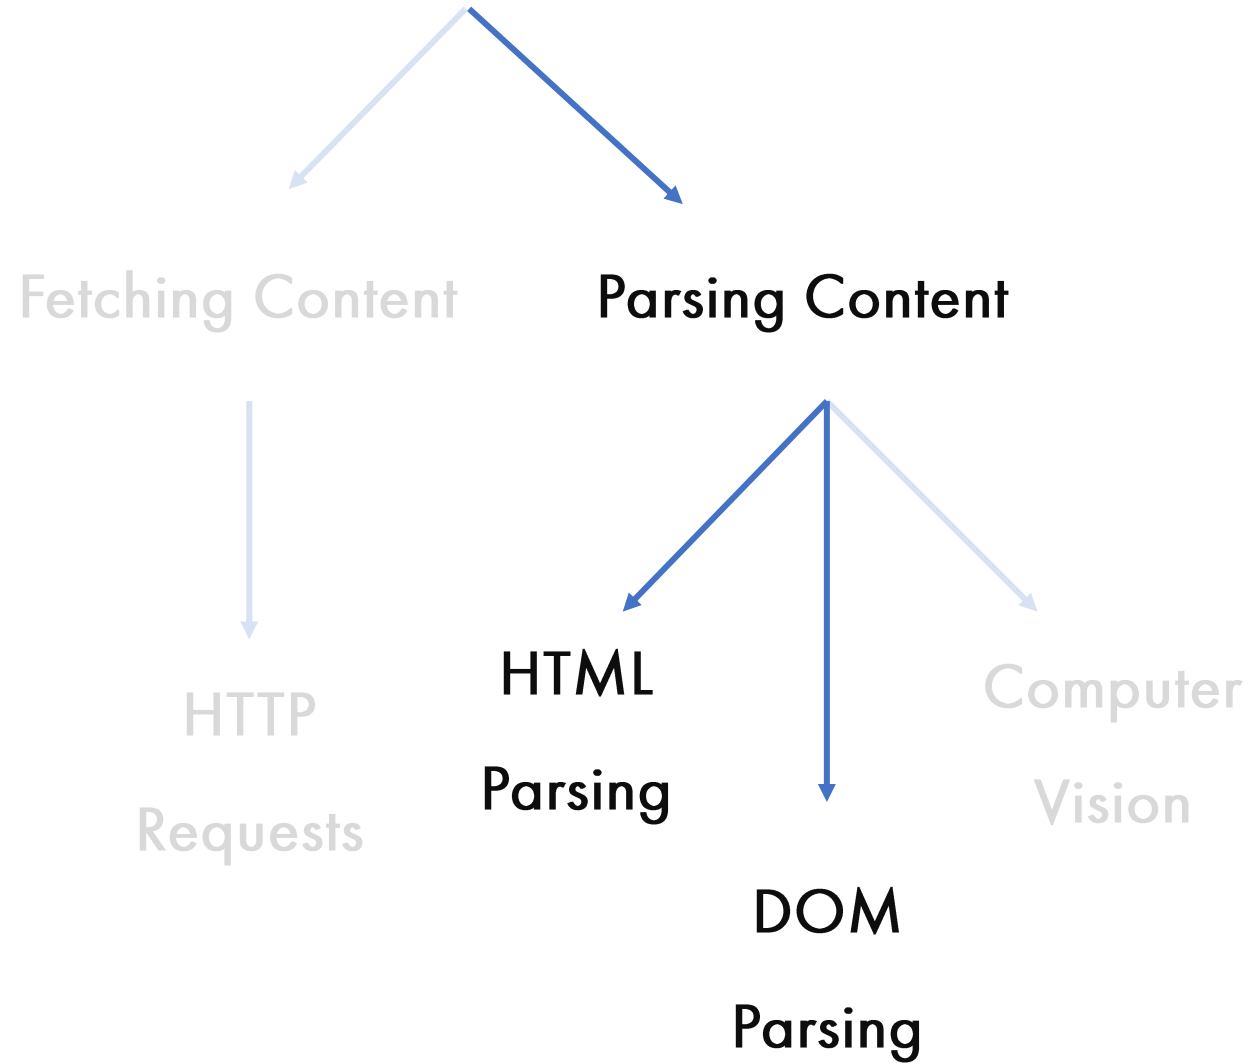 Fetching Content
Parsing Content
HTTP
Requests
HTML
Parsing
DOM
Parsing
Computer
Vision